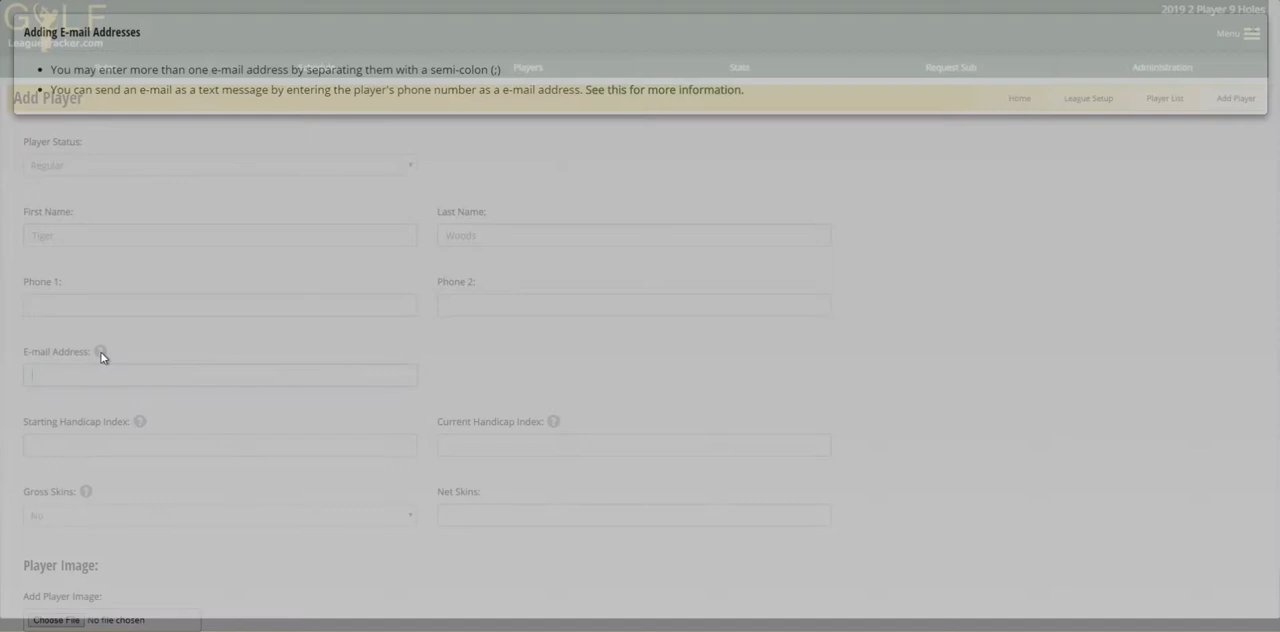 GOLF
LeagueTracker.com
2019 2 Player 9 Holes
Menu
Adding E-mail Addresses
You may enter more than one e-mail address by separating them with a semi-colon (;)
You can send an e-mail as a text message by entering the player's phone number as a e-mail address. See this for more information.
Players
Stats
Request Sub
Administration
Add Player
Home
League Setup
Player List
Add Player
Player Status:
Regular
First Name:
Last Name:
Tiger
Woods
Phone 1:
Phone 2:
E-mail Address: ?
Starting Handicap Index: ?
Current Handicap Index: ?
Gross Skins: ?
Net Skins:
No
Player Image:
Add Player Image:
Choose File No file chosen